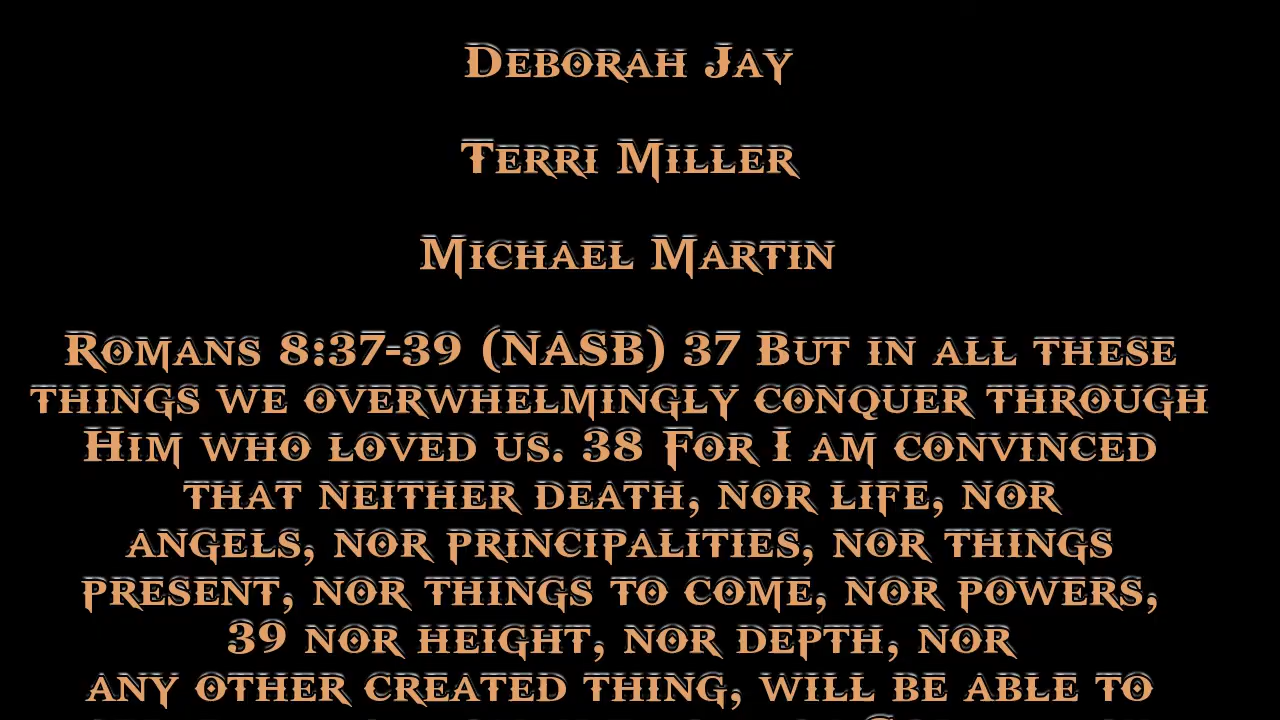 Deborah Jay
Terri Miller
Michael Martin
Romans 8:37-39 (NASB) 37 But in all these
things we overwhelmingly conquer through
Him who loved us. 38 For I am convinced
that neither death, nor life, nor
angels, nor principalities, nor things
present, nor things to come, nor powers,
39 nor height, nor depth, nor
any other created thing, will be able to